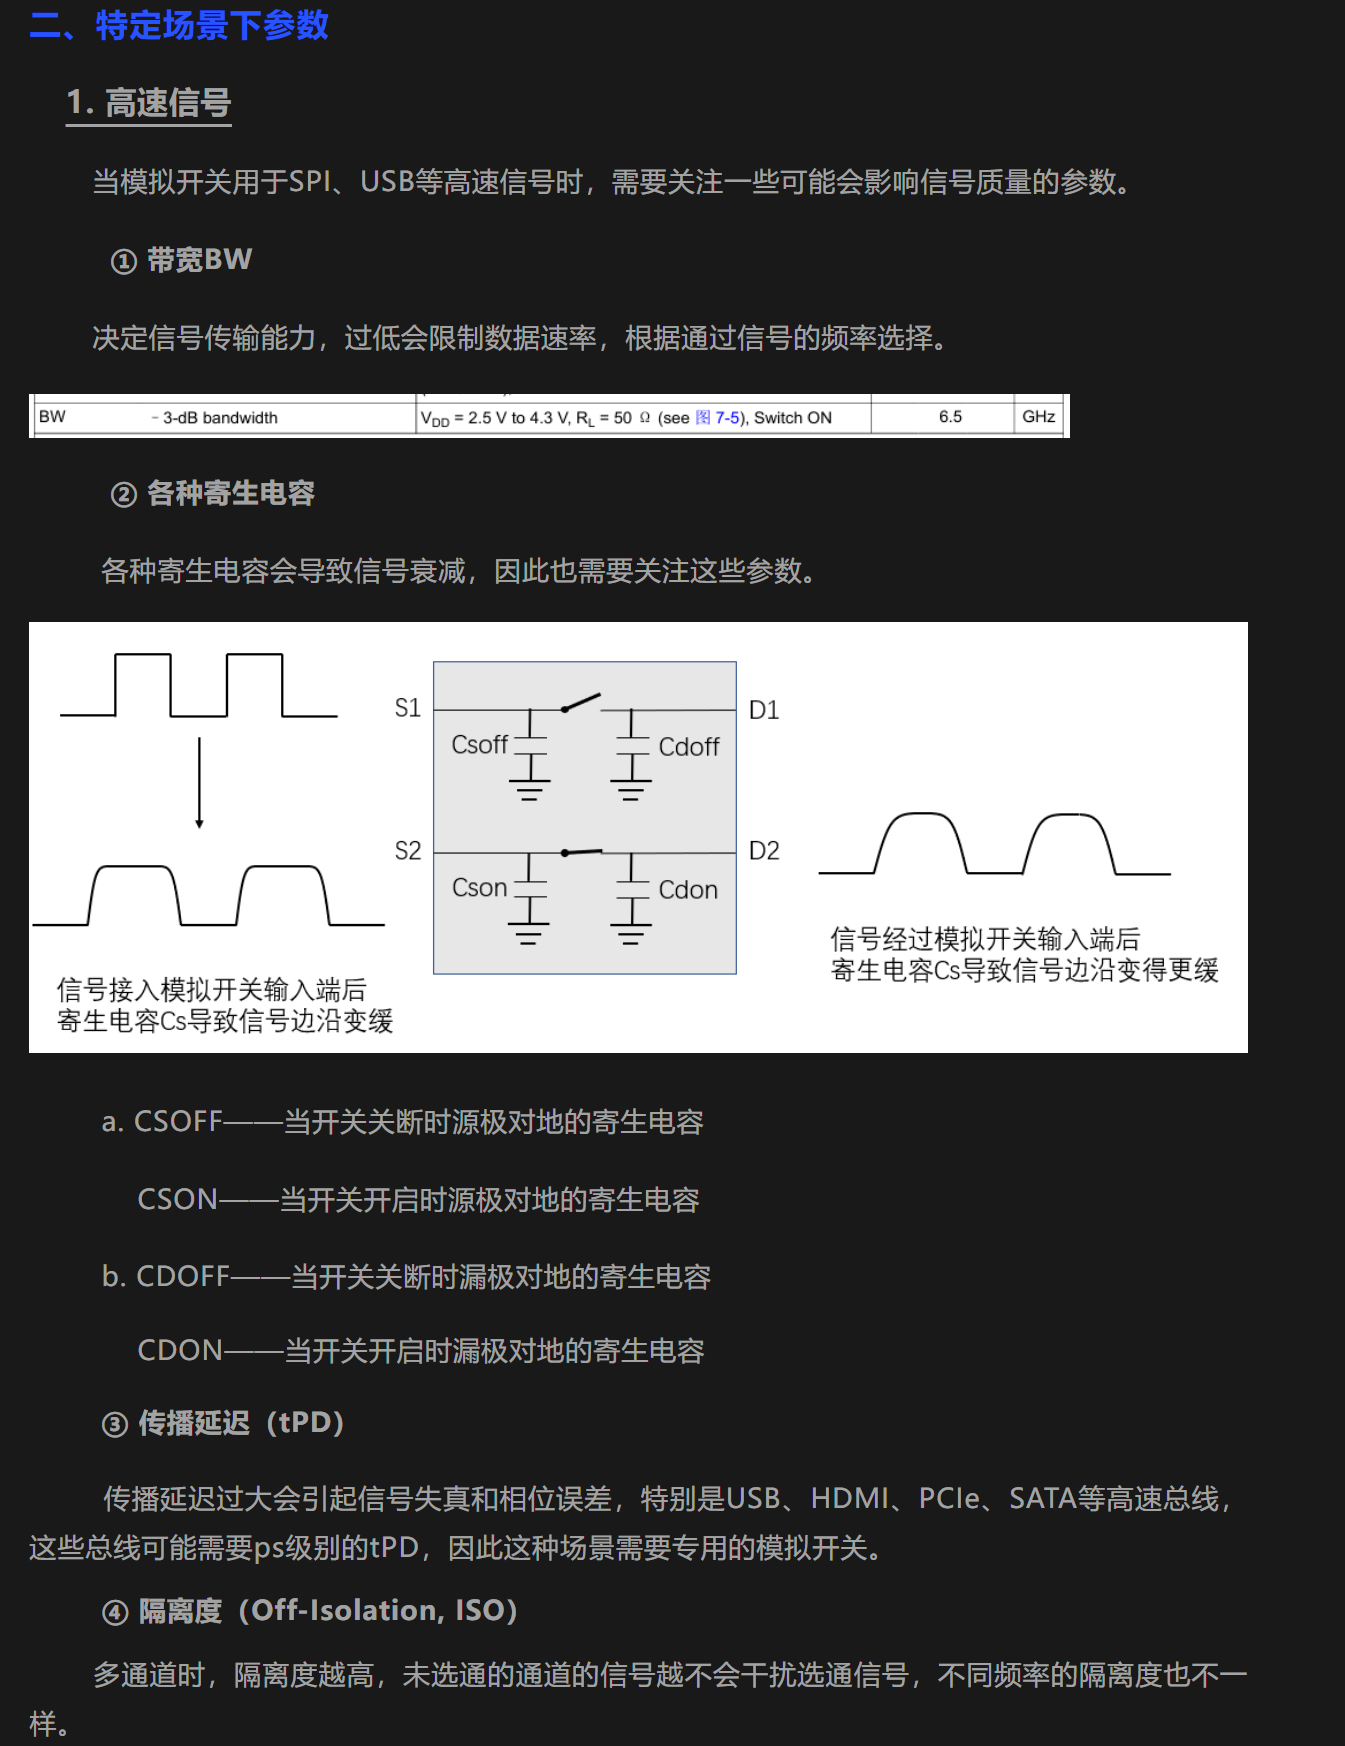 二、特定场景下参数
1. 高速信号
当模拟开关用于SPI、USB等高速信号时，需要关注一些可能会影响信号质量的参数。
① 带宽BW
决定信号传输能力，过低会限制数据速率，根据通过信号的频率选择。
BW －3-dB bandwidth VDD = 2.5 V to 4.3 V, RL = 50 Ω (see 图 7-5), Switch ON 6.5 GHz
② 各种寄生电容
各种寄生电容会导致信号衰减，因此也需要关注这些参数。
S1
D1
Csoff
Cdoff
S2
D2
Cson
Cdon
信号经过模拟开关输入端后
寄生电容Cs导致信号边沿变得更缓
信号接入模拟开关输入端后
寄生电容Cs导致信号边沿变缓
a. CSOFF——当开关关断时源极对地的寄生电容
CSON——当开关开启时源极对地的寄生电容
b. CDOFF——当开关关断时漏极对地的寄生电容
CDON——当开关开启时漏极对地的寄生电容
③ 传播延迟（tPD）
传播延迟过大会引起信号失真和相位误差，特别是USB、HDMI、PCIe、SATA等高速总线，
这些总线可能需要ps级别的tPD，因此这种场景需要专用的模拟开关。
④ 隔离度（Off-Isolation, ISO）
多通道时，隔离度越高，未选通的通道的信号越不会干扰选通信号，不同频率的隔离度也不一
样。